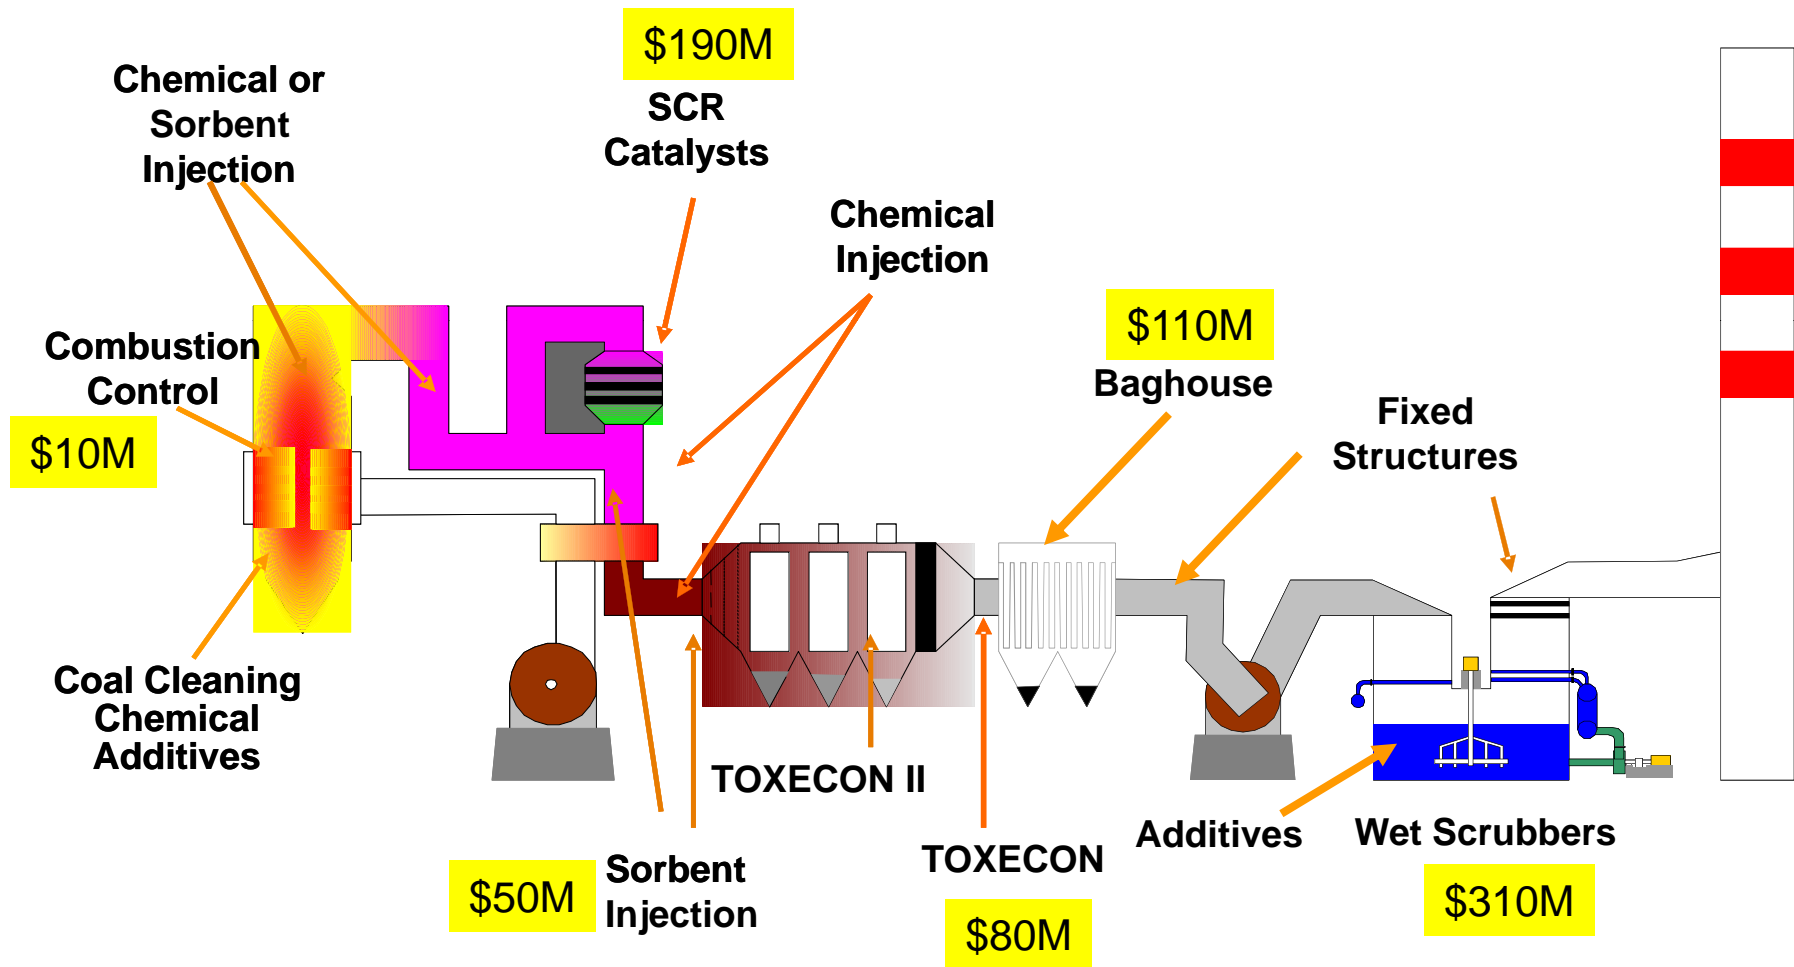 $190M
SCR
Catalysts
Chemical or
Sorbent
Injection
Chemical
Injection
$110M
Baghouse
Combustion
Control
$10M
Fixed
Structures
Coal Cleaning
Chemical
Additives
TOXECON II
Sorbent
Injection
$50M
TOXECON
$80M
Additives
Wet Scrubbers
$310M